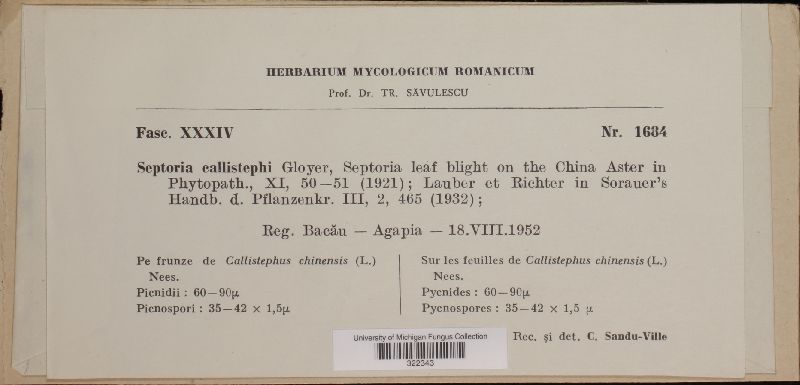 HERBARIUM MYCOLOGICUM ROMANICUM
Prof. Dr. TR. SĂVULESCU
Fasc. XXXIV Nr. 1684
Septoria callistephi Gloyer, Septoria leaf blight on the China Aster in
Phytopath., XI, 50—51 (1921); Lauber et Richter in Sorauer's
Handb. d. Pflanzenkr. III, 2, 465 (1932);
Reg. Bacău — Agapia — 18.VIII.1952
Pe frunze de Callistephus chinensis (L.)
Nees.
Picnidii : 60—90µ
Picnospori : 35—42 × 1,5µ
Sur les feuilles de Callistephus chinensis (L.)
Nees.
Pycnides : 60—90µ
Pycnospores : 35—42 × 1,5 µ
Rec. și det. C. Sandu-Ville
University of Michigan Fungus Collection
322343